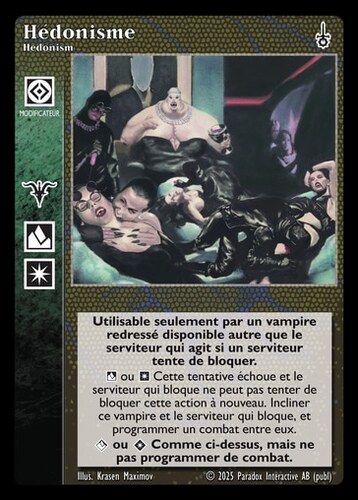 Hédonisme
Hedonism
MODIFICATEUR
Utilisable seulement par un vampire
redressé disponible autre que le
serviteur qui agit si un serviteur
tente de bloquer.
ou Cette tentative échoue et le
serviteur qui bloque ne peut pas tenter de
bloquer cette action à nouveau. Incliner
ce vampire et le serviteur qui bloque, et
programmer un combat entre eux.
ou Comme ci-dessus, mais ne
pas programmer de combat.
Illus. Krasen Maximov © 2025 Paradox Interactive AB (publ)